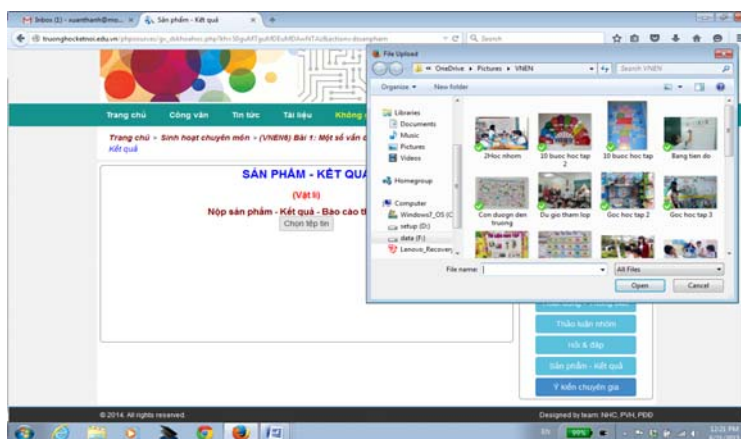 Inbox (1) - xuanthanh@mo...
Sản phẩm - Kết quả
truonghocketnoi.edu.vn
Search
Trang chủ
Công văn
Tin tức
Tài liệu
Không
Trang chủ » Sinh hoạt chuyên môn » (VNEN6) Bài 1: Một số vấn
Kết quả
SẢN PHẨM - KẾT QUẢ
(Vật lí)
Nộp sản phẩm - Kết quả - Báo cáo
Chọn tệp tin
File Upload
OneDrive
Pictures
VNEN
Search VNEN
Organize
New folder
Libraries
Documents
Music
Pictures
Videos
Homegroup
Computer
Windows7_OS (C
setup (D:)
data (F:)
Lenovo_Recovery
2Hoc nhom
10 buoc hoc tap 2
10 buoc hoc tap
Bang tien do
Con duogn den truong
Du gio tham lop
Goc hoc tap 2
Goc hoc tap 3
File name:
All Files
Open
Cancel
Thảo luận nhóm
Hỏi & đáp
Sản phẩm - Kết quả
Ý kiến chuyên gia
© 2014. All rights reserved.
Designed by team: NHC, PVH, PĐĐ
EN
99%
12:21 PM